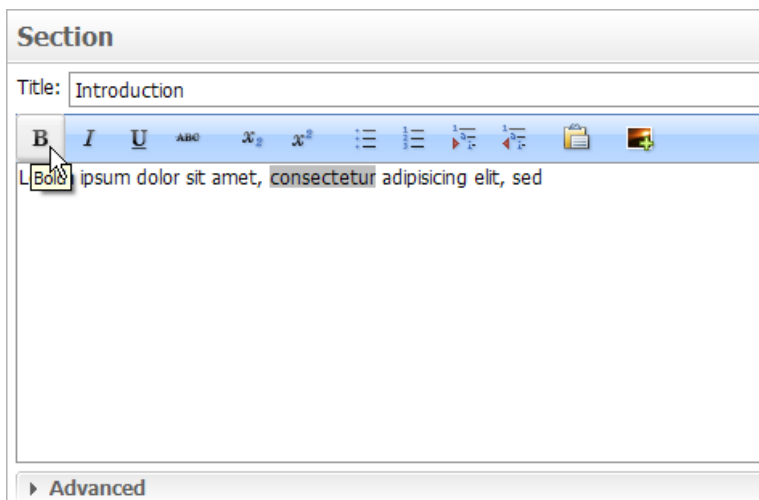 Section
Title: Introduction
B I U ABC x₂ x²
Bold
ipsum dolor sit amet, consectetur adipisicing elit, sed
Advanced